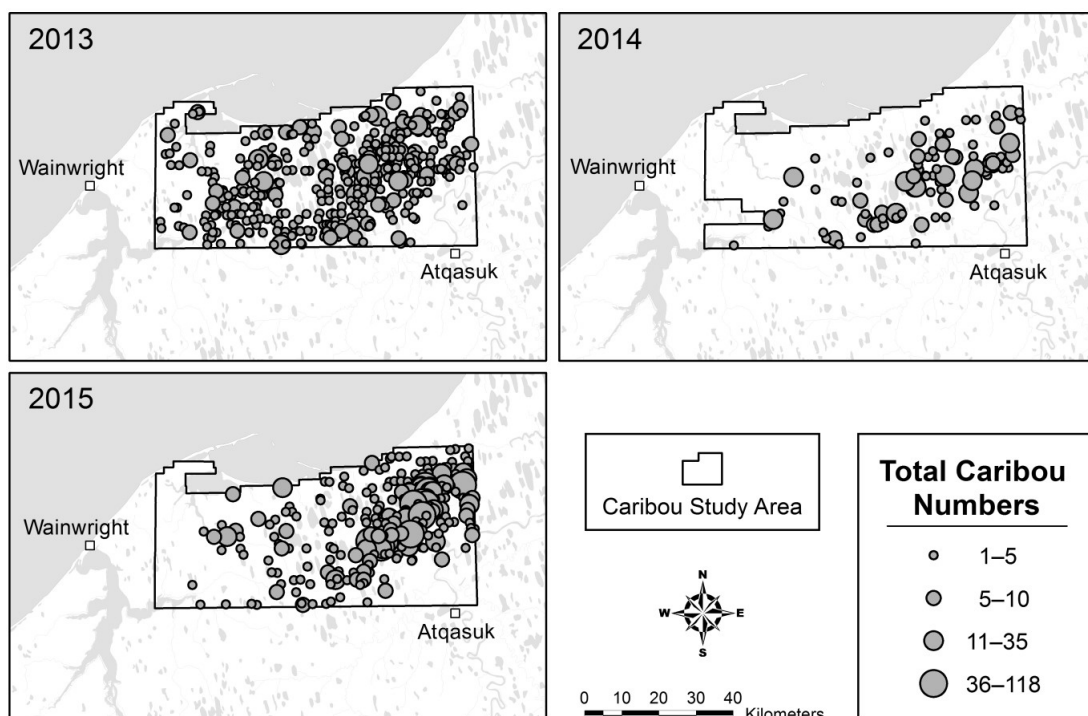 2013
Wainwright
Atqasuk
2014
Wainwright
Atqasuk
2015
Wainwright
Atqasuk
Caribou Study Area
N
W E
S
0 10 20 30 40
Kilometers
Total Caribou
Numbers
1–5
5–10
11–35
36–118